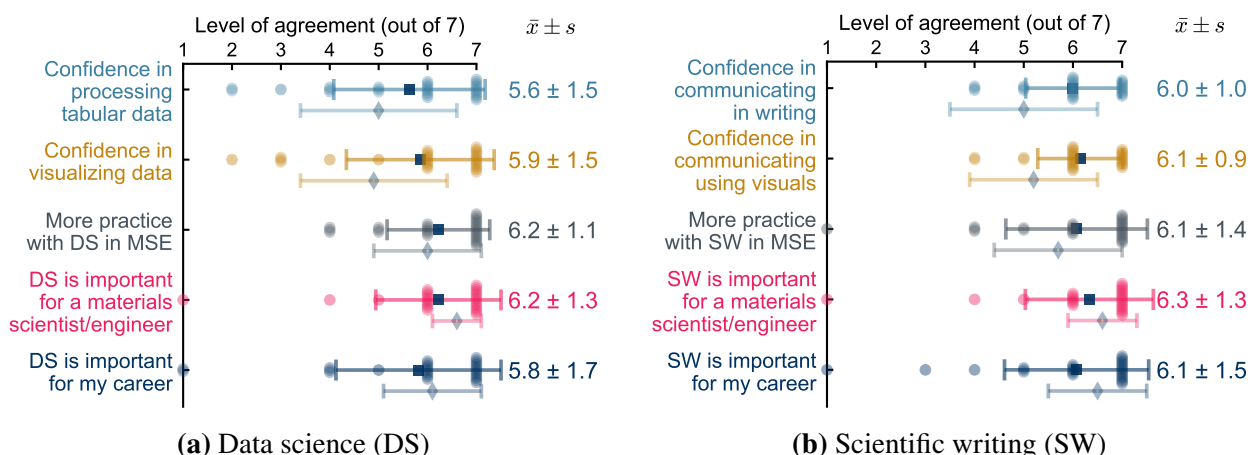 Level of agreement (out of 7)
x̄ ± s
1 2 3 4 5 6 7
Confidence in
processing
tabular data
5.6 ± 1.5
Confidence in
visualizing data
5.9 ± 1.5
More practice
with DS in MSE
6.2 ± 1.1
DS is important
for a materials
scientist/engineer
6.2 ± 1.3
DS is important
for my career
5.8 ± 1.7
(a) Data science (DS)
Level of agreement (out of 7)
x̄ ± s
1 2 3 4 5 6 7
Confidence in
communicating
in writing
6.0 ± 1.0
Confidence in
communicating
using visuals
6.1 ± 0.9
More practice
with SW in MSE
6.1 ± 1.4
SW is important
for a materials
scientist/engineer
6.3 ± 1.3
SW is important
for my career
6.1 ± 1.5
(b) Scientific writing (SW)